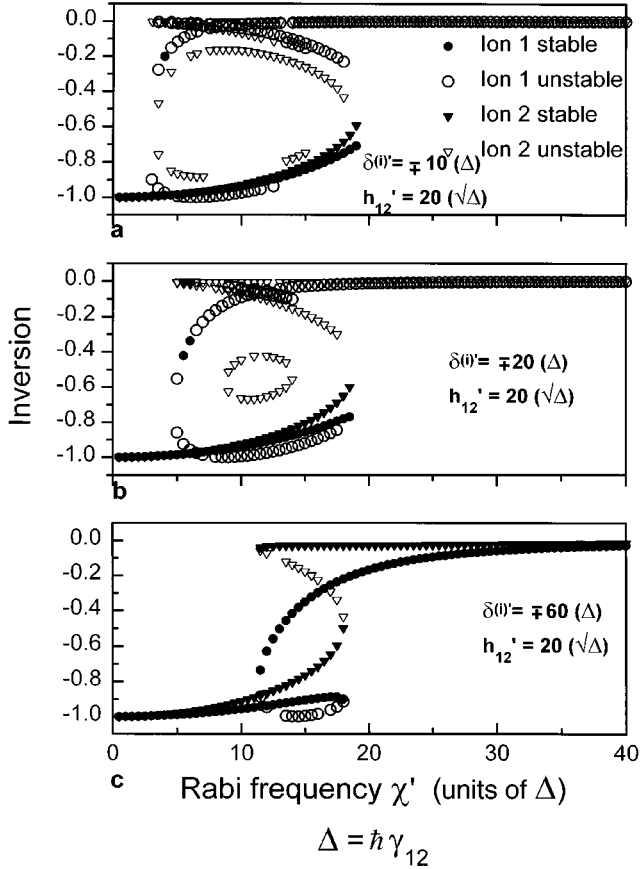 0.0
-0.2
-0.4
-0.6
-0.8
-1.0
Ion 1 stable
Ion 1 unstable
Ion 2 stable
Ion 2 unstable
δ⁽ⁱ⁾'= ∓ 10 (Δ)
h₁₂' = 20 (√Δ)
a
0.0
-0.2
-0.4
-0.6
-0.8
-1.0
Inversion
δ⁽ⁱ⁾'= ∓20 (Δ)
h₁₂' = 20 (√Δ)
b
0.0
-0.2
-0.4
-0.6
-0.8
-1.0
δ⁽ⁱ⁾'= ∓60 (Δ)
h₁₂' = 20 (√Δ)
0 10 20 30 40
c
Rabi frequency χ' (units of Δ)
Δ = ℏ γ₁₂